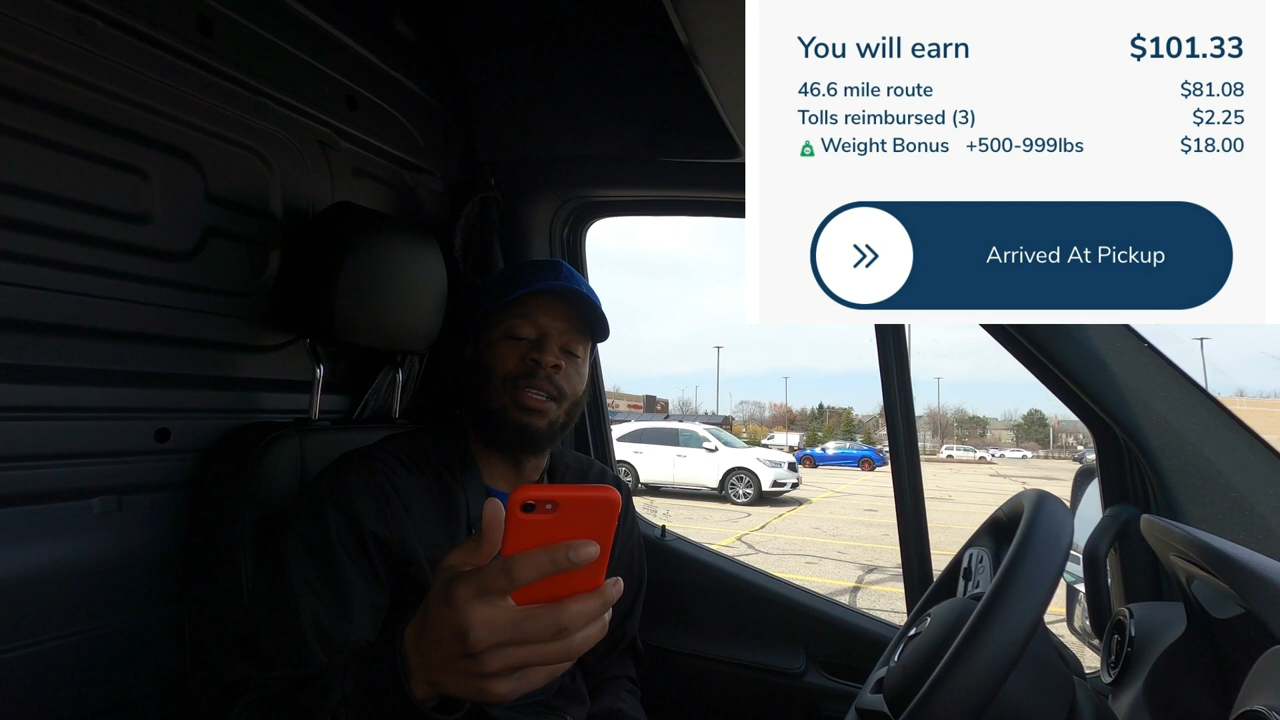 You will earn $101.33
46.6 mile route $81.08
Tolls reimbursed (3) $2.25
Weight Bonus +500-999lbs $18.00
Arrived At Pickup